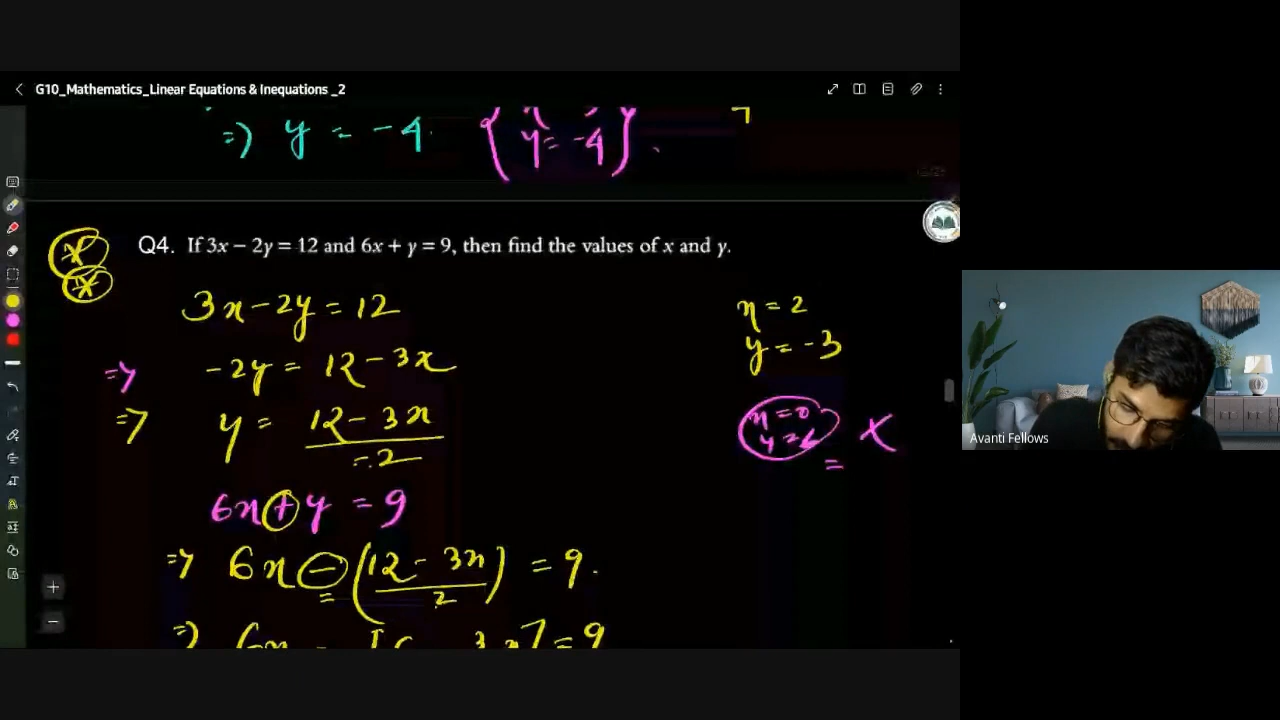 G10_Mathematics_Linear Equations & Inequations _2
=) y = -4
y = -4
Q4. If 3x – 2y = 12 and 6x + y = 9, then find the values of x and y.
3x - 2y = 12
=> -2y = 12 - 3x
=> y = 12 - 3x / -2
6x + y = 9
=> 6x - (12 - 3x / 2) = 9.
x = 2
y = -3
x = 0
=) 6x - = 9
Avanti Fellows